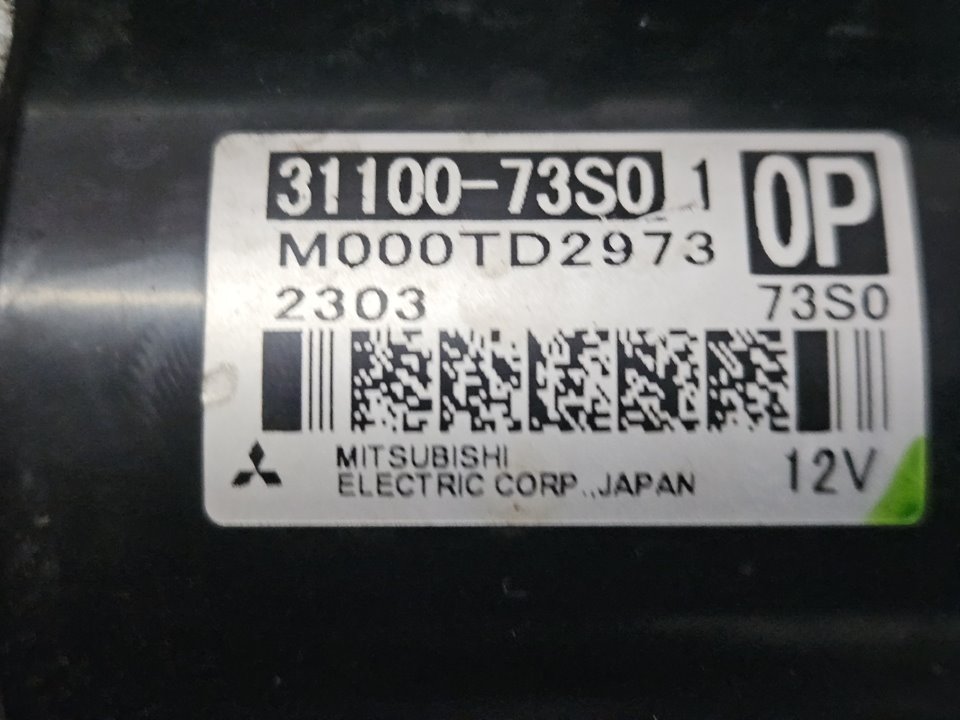 31100-73S0 1 0P
M000TD2973
2303 73S0
MITSUBISHI 12V
ELECTRIC CORP.,JAPAN